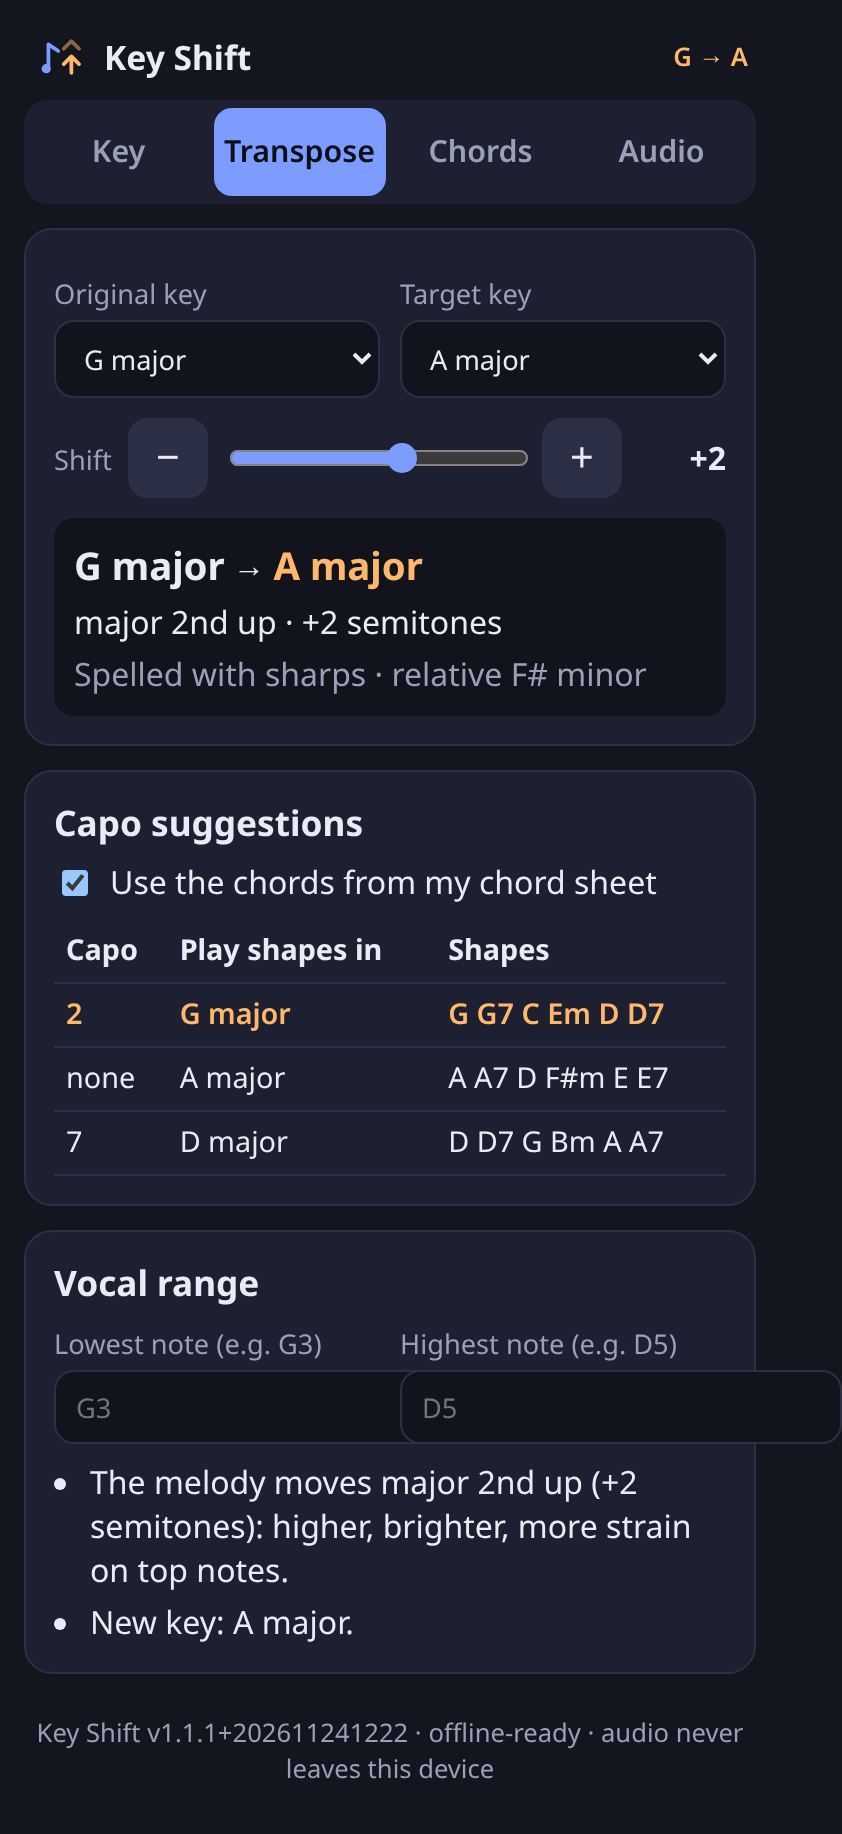 Key Shift
G → A
Key Transpose Chords Audio
Original key Target key
G major A major
Shift − + +2
G major → A major
major 2nd up · +2 semitones
Spelled with sharps · relative F# minor
Capo suggestions
Use the chords from my chord sheet
Capo Play shapes in Shapes
2 G major G G7 C Em D D7
none A major A A7 D F#m E E7
7 D major D D7 G Bm A A7
Vocal range
Lowest note (e.g. G3) Highest note (e.g. D5)
G3 D5
• The melody moves major 2nd up (+2
semitones): higher, brighter, more strain
on top notes.
• New key: A major.
Key Shift v1.1.1+202611241222 · offline-ready · audio never
leaves this device